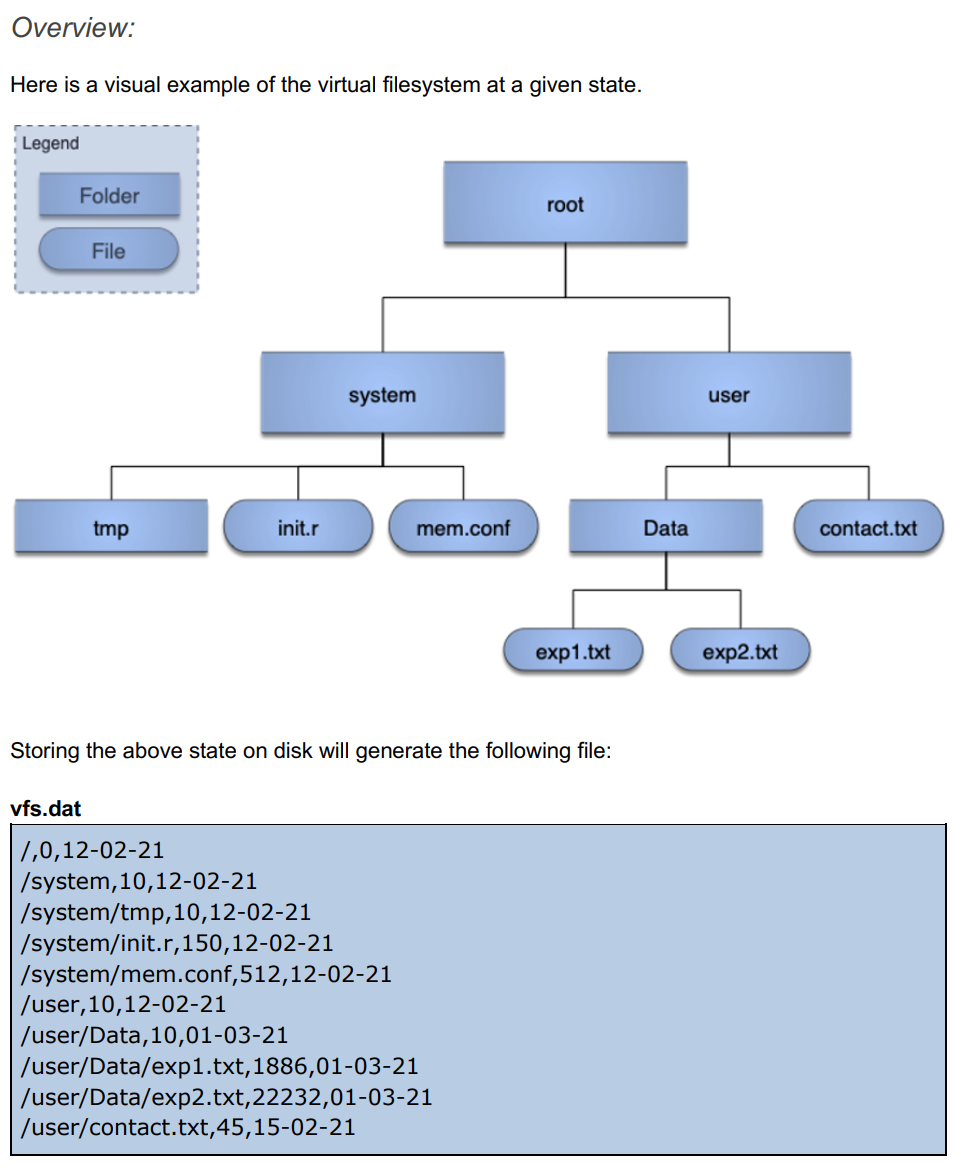 Overview:
Here is a visual example of the virtual filesystem at a given state.
Legend
Folder
File
root
system
user
tmp
init.r
mem.conf
Data
contact.txt
exp1.txt
exp2.txt
Storing the above state on disk will generate the following file:
vfs.dat
/,0,12-02-21
/system,10,12-02-21
/system/tmp,10,12-02-21
/system/init.r,150,12-02-21
/system/mem.conf,512,12-02-21
/user,10,12-02-21
/user/Data,10,01-03-21
/user/Data/exp1.txt,1886,01-03-21
/user/Data/exp2.txt,22232,01-03-21
/user/contact.txt,45,15-02-21